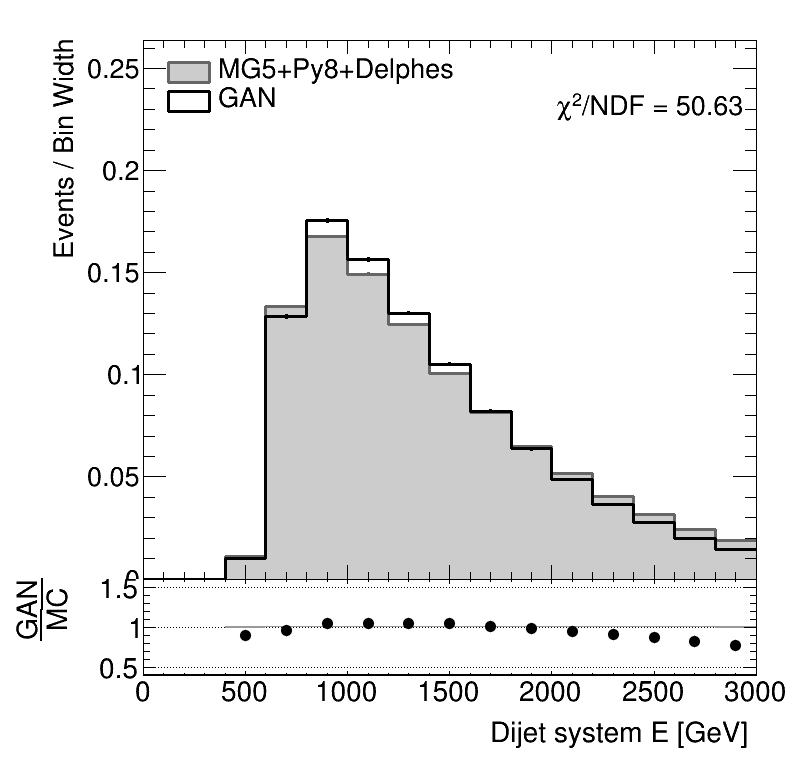 MG5+Py8+Delphes
GAN
χ²/NDF = 50.63
Events / Bin Width
0.25
0.2
0.15
0.1
0.05
0
GAN
MC
1.5
1
0.5
0 500 1000 1500 2000 2500 3000
Dijet system E [GeV]